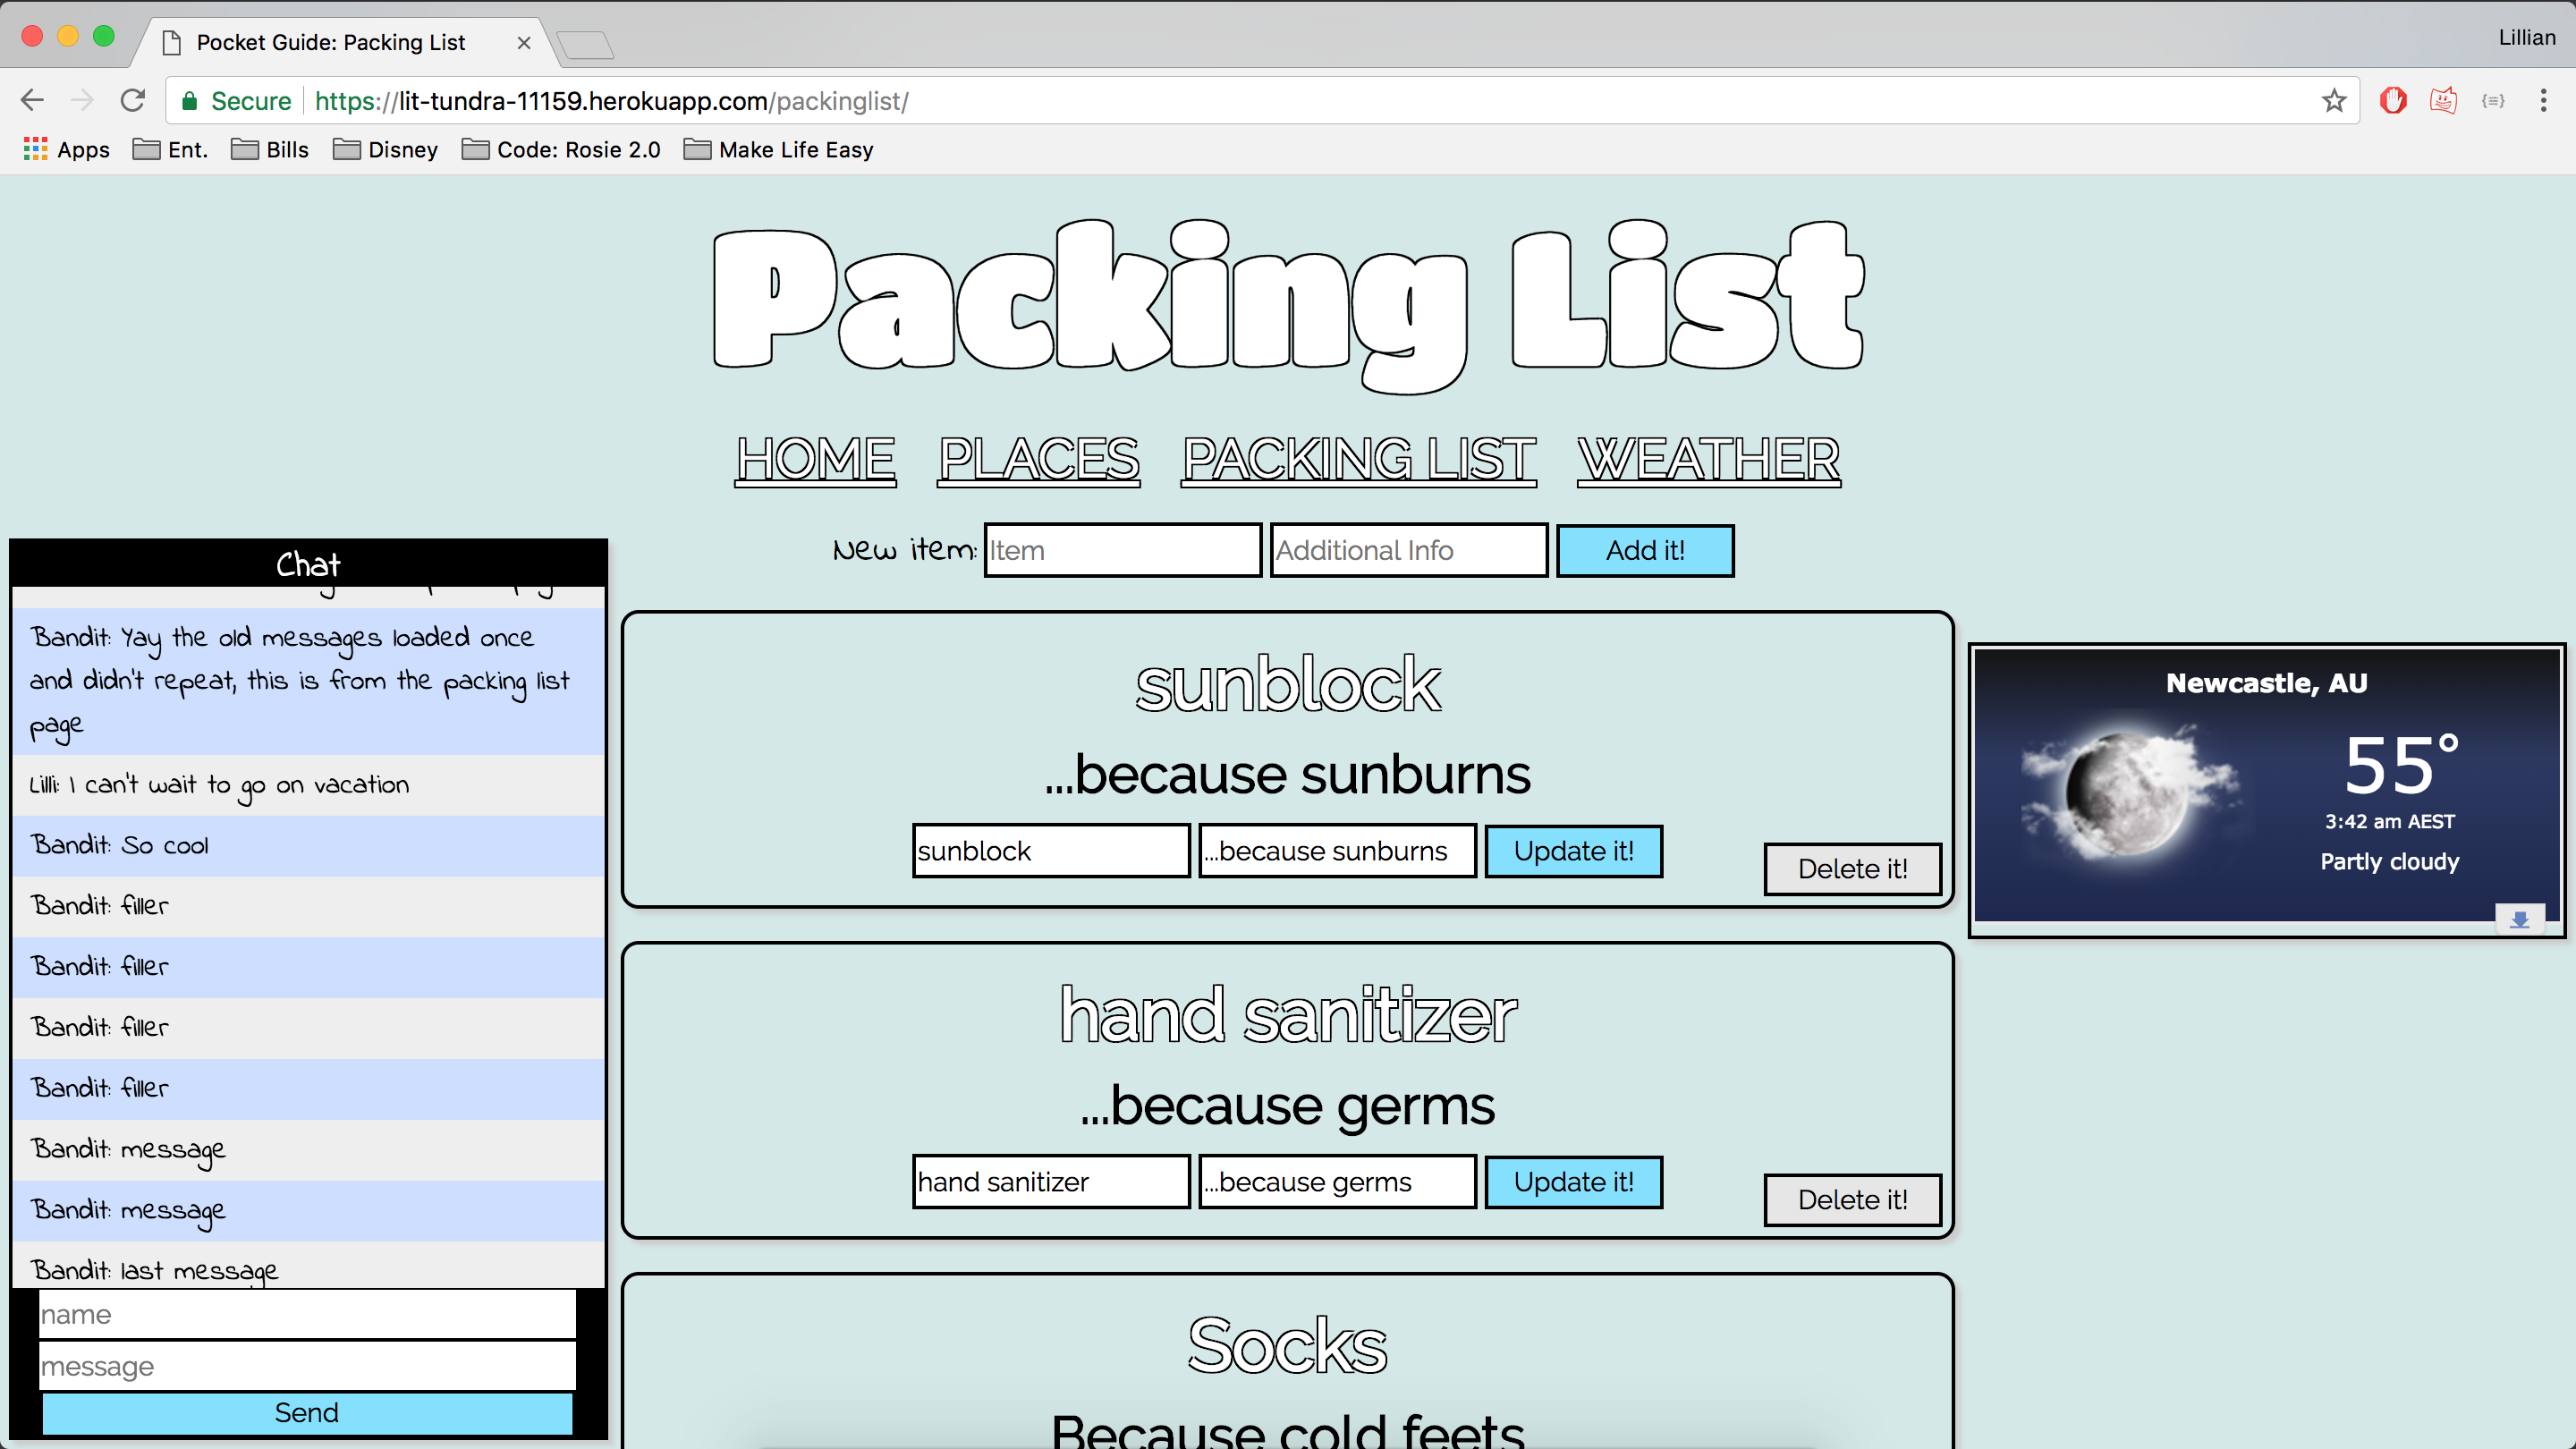 Pocket Guide: Packing List
Lillian
Secure https://lit-tundra-11159.herokuapp.com/packinglist/
Apps Ent. Bills Disney Code: Rosie 2.0 Make Life Easy
Packing List
HOME PLACES PACKING LIST WEATHER
New item: Item Additional Info Add it!
Chat
Bandit: Yay the old messages loaded once
and didn't repeat, this is from the packing list
page
Lilli: I can't wait to go on vacation
Bandit: So cool
Bandit: filler
Bandit: filler
Bandit: filler
Bandit: filler
Bandit: message
Bandit: message
Bandit: last message
name
message
Send
sunblock
...because sunburns
sunblock ...because sunburns Update it!
Delete it!
hand sanitizer
...because germs
hand sanitizer ...because germs Update it!
Delete it!
Socks
Because cold feets
Newcastle, AU
55°
3:42 am AEST
Partly cloudy